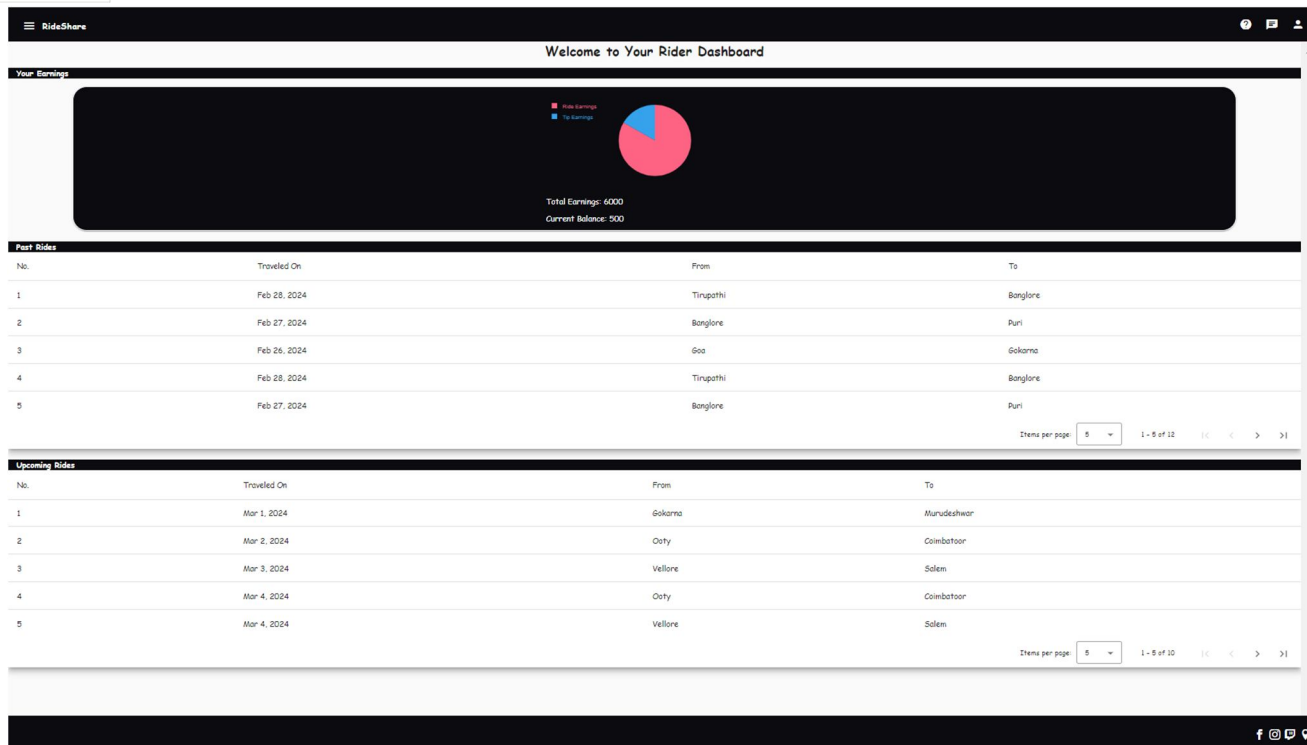 RideShare
Welcome to Your Rider Dashboard
Your Earnings
Ride Earnings
Tip Earnings
Total Earnings: 6000
Current Balance: 500
Past Rides
No. Traveled On From To
1 Feb 28, 2024 Tirupathi Banglore
2 Feb 27, 2024 Banglore Puri
3 Feb 26, 2024 Goa Gokarna
4 Feb 28, 2024 Tirupathi Banglore
5 Feb 27, 2024 Banglore Puri
Items per page: 5 1 - 5 of 12
Upcoming Rides
No. Traveled On From To
1 Mar 1, 2024 Gokarna Murudeshwar
2 Mar 2, 2024 Ooty Coimbatoor
3 Mar 3, 2024 Vellore Salem
4 Mar 4, 2024 Ooty Coimbatoor
5 Mar 4, 2024 Vellore Salem
Items per page: 5 1 - 5 of 10